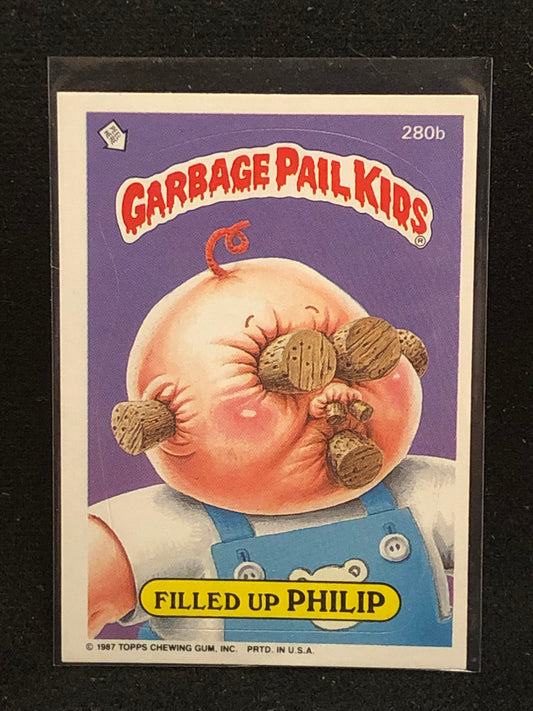 280b
GARBAGE PAIL KIDS®
FILLED UP PHILIP
© 1987 TOPPS CHEWING GUM, INC. PRTD. IN U.S.A.